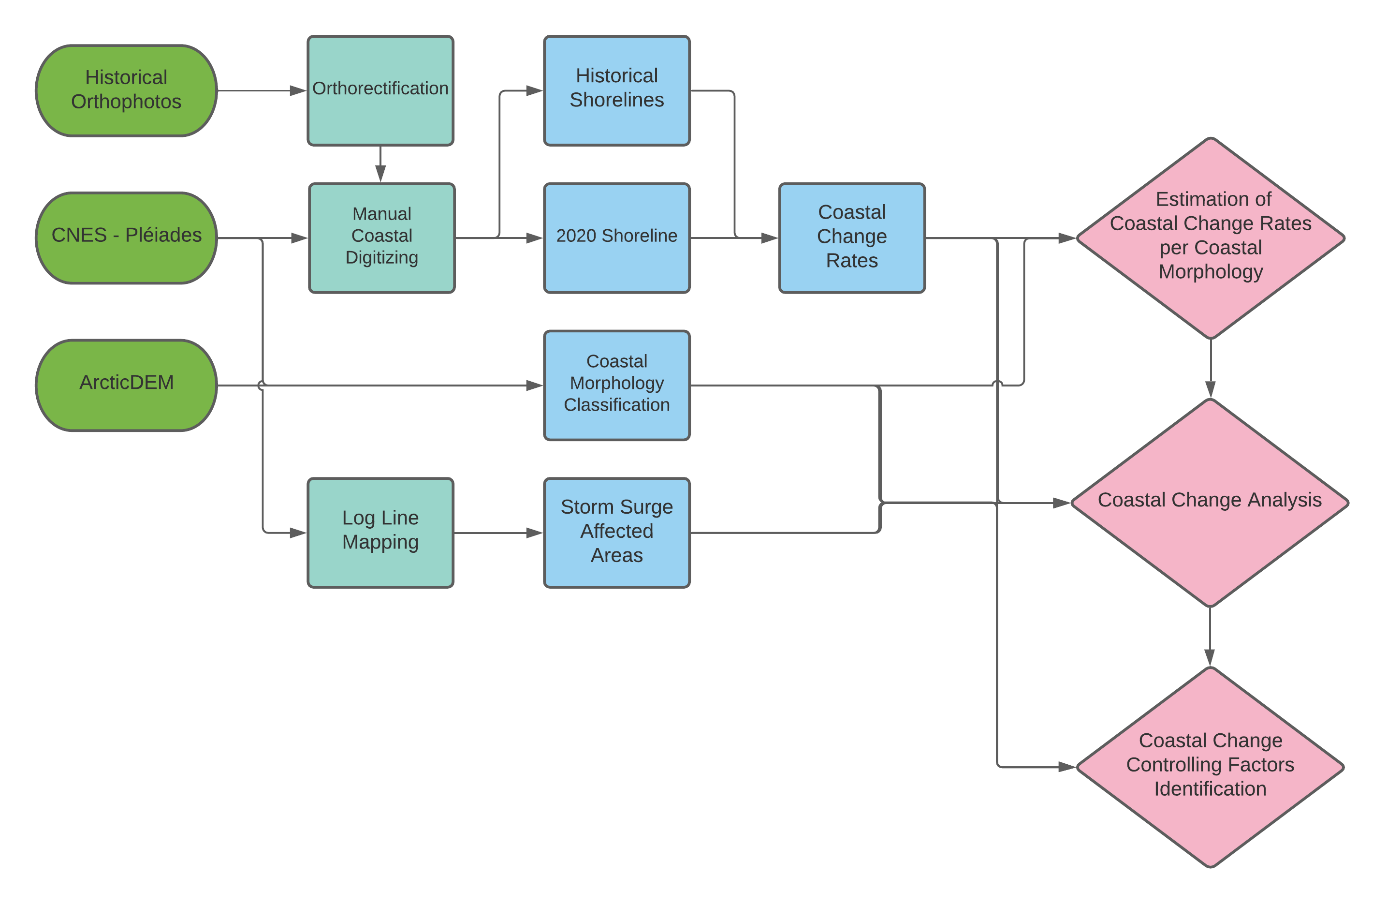 Historical
Orthophotos
Orthorectification
Historical
Shorelines
CNES - Pléiades
Manual
Coastal
Digitizing
2020 Shoreline
Coastal
Change
Rates
Estimation of
Coastal Change Rates
per Coastal
Morphology
ArcticDEM
Coastal
Morphology
Classification
Log Line
Mapping
Storm Surge
Affected
Areas
Coastal Change Analysis
Coastal Change
Controlling Factors
Identification